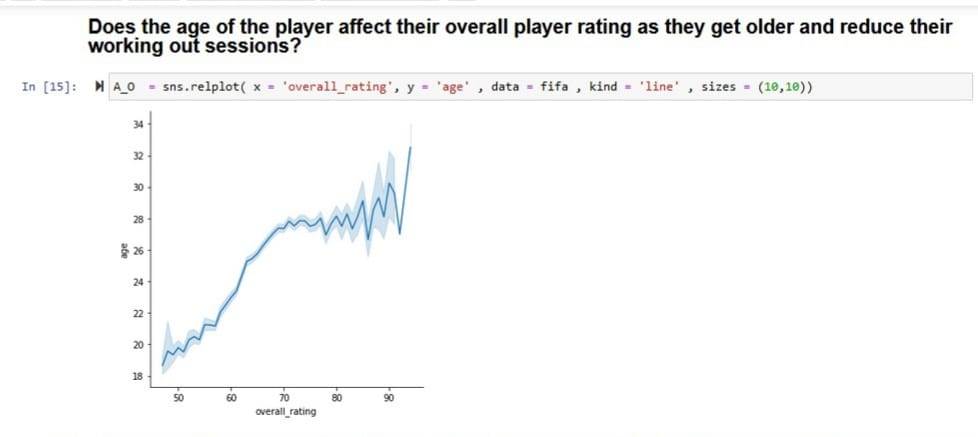 Does the age of the player affect their overall player rating as they get older and reduce their
working out sessions?
In [15]: A_O = sns.relplot( x = 'overall_rating', y = 'age' , data = fifa , kind = 'line' , sizes = (10,10))
34
32
30
28
26
24
22
20
18
age
50 60 70 80 90
overall_rating